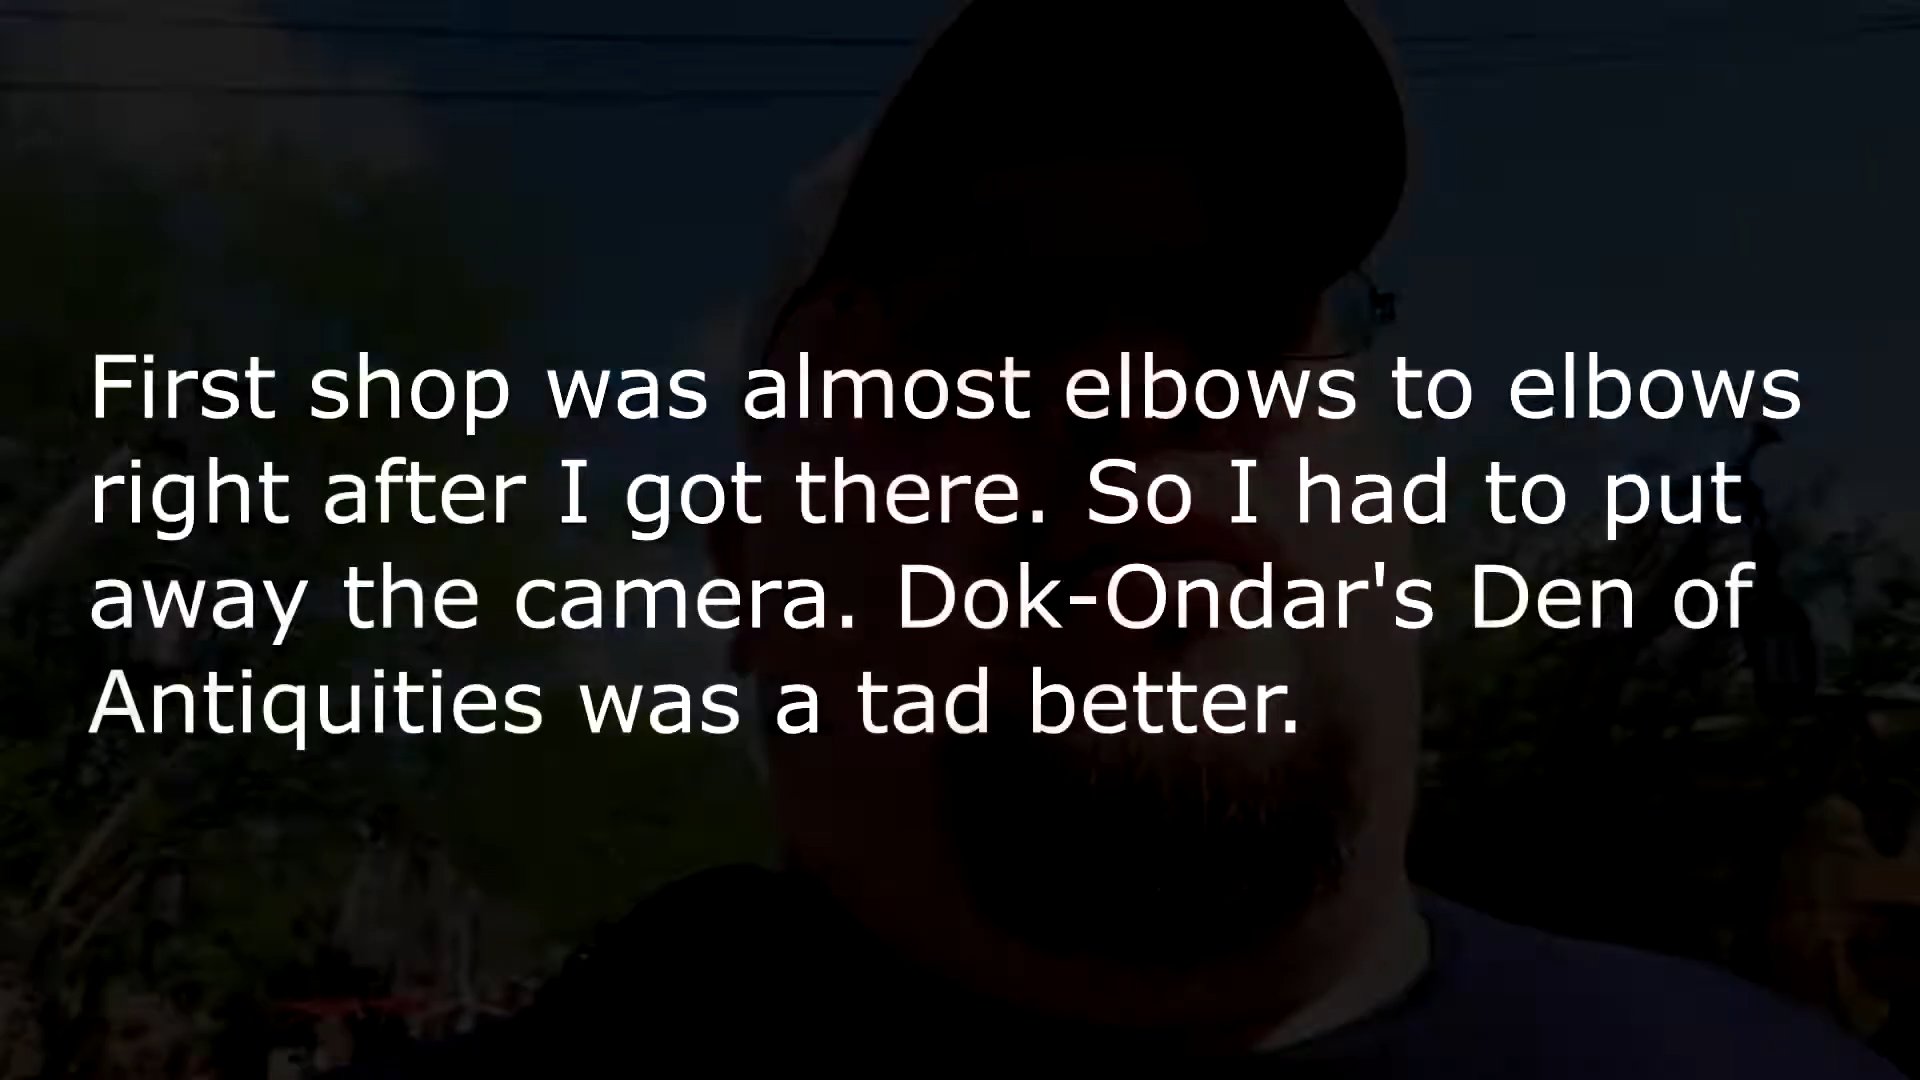 First shop was almost elbows to elbows
right after I got there. So I had to put
away the camera. Dok-Ondar's Den of
Antiquities was a tad better.